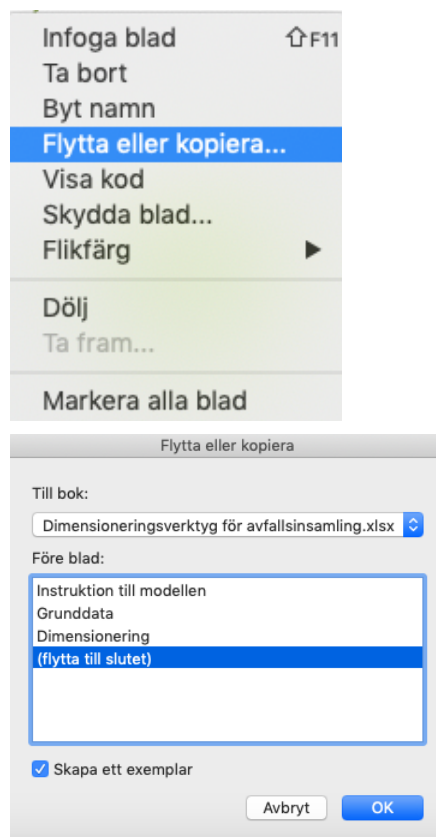 Infoga blad ⇧F11
Ta bort
Byt namn
Flytta eller kopiera...
Visa kod
Skydda blad...
Flikfärg
Dölj
Ta fram...
Markera alla blad
Flytta eller kopiera
Till bok:
Dimensioneringsverktyg för avfallsinsamling.xlsx
Före blad:
Instruktion till modellen
Grunddata
Dimensionering
(flytta till slutet)
Skapa ett exemplar
Avbryt OK